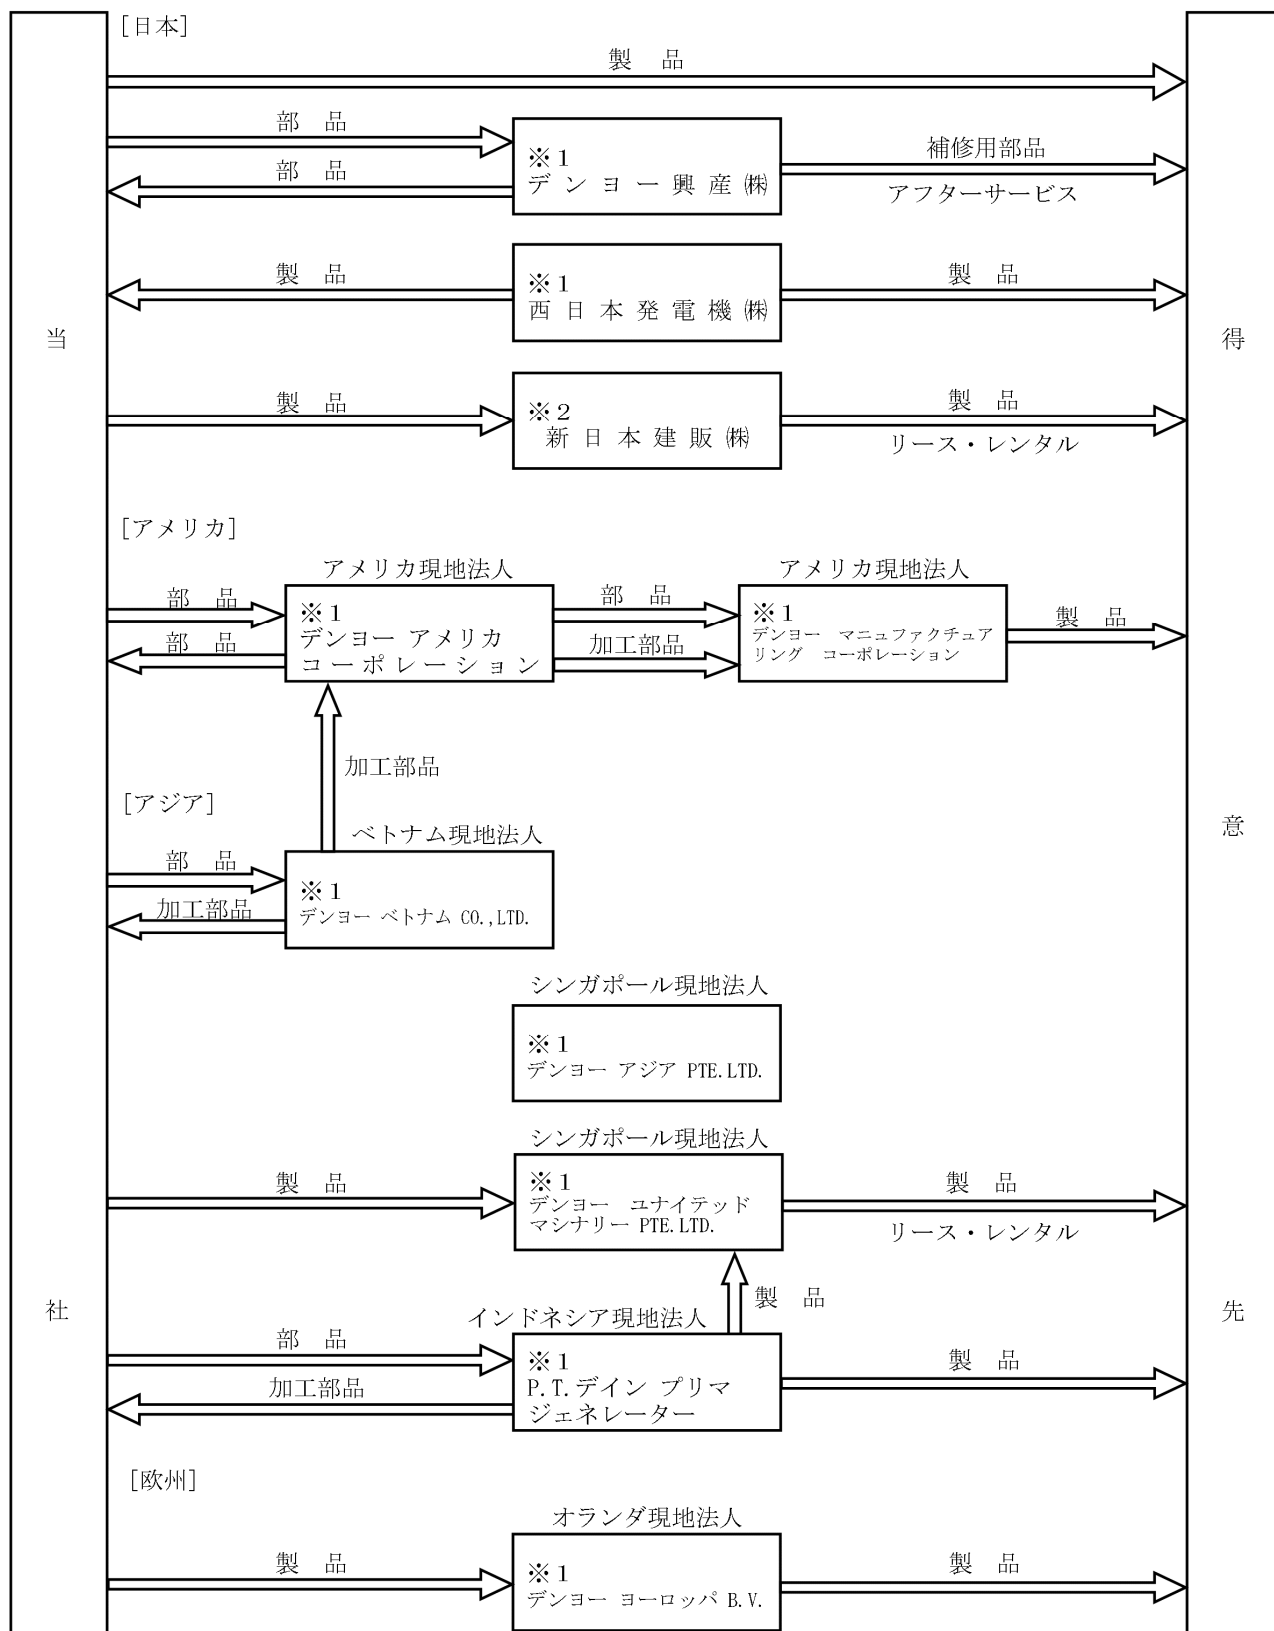 [日本]
製　品
部　品
※１
デンヨー興産㈱
部　品
補修用部品
アフターサービス
製　品
※１
西日本発電機㈱
製　品
当
得
製　品
※２
新日本建販㈱
製　品
リース・レンタル
[アメリカ]
アメリカ現地法人
アメリカ現地法人
部　品
※１
デンヨー アメリカ
コーポレーション
部　品
部　品
加工部品
※１
デンヨー　マニュファクチュア
リング　コーポレーション
製　品
加工部品
[アジア]
意
ベトナム現地法人
部　品
※１
デンヨー ベトナム CO.,LTD.
加工部品
シンガポール現地法人
※１
デンヨー アジア PTE.LTD.
シンガポール現地法人
製　品
※１
デンヨー　ユナイテッド
マシナリー PTE.LTD.
製　品
リース・レンタル
製　品
社
先
インドネシア現地法人
部　品
※１
P.T.デイン プリマ
ジェネレーター
加工部品
製　品
[欧州]
オランダ現地法人
製　品
※１
デンヨー ヨーロッパ B.V.
製　品